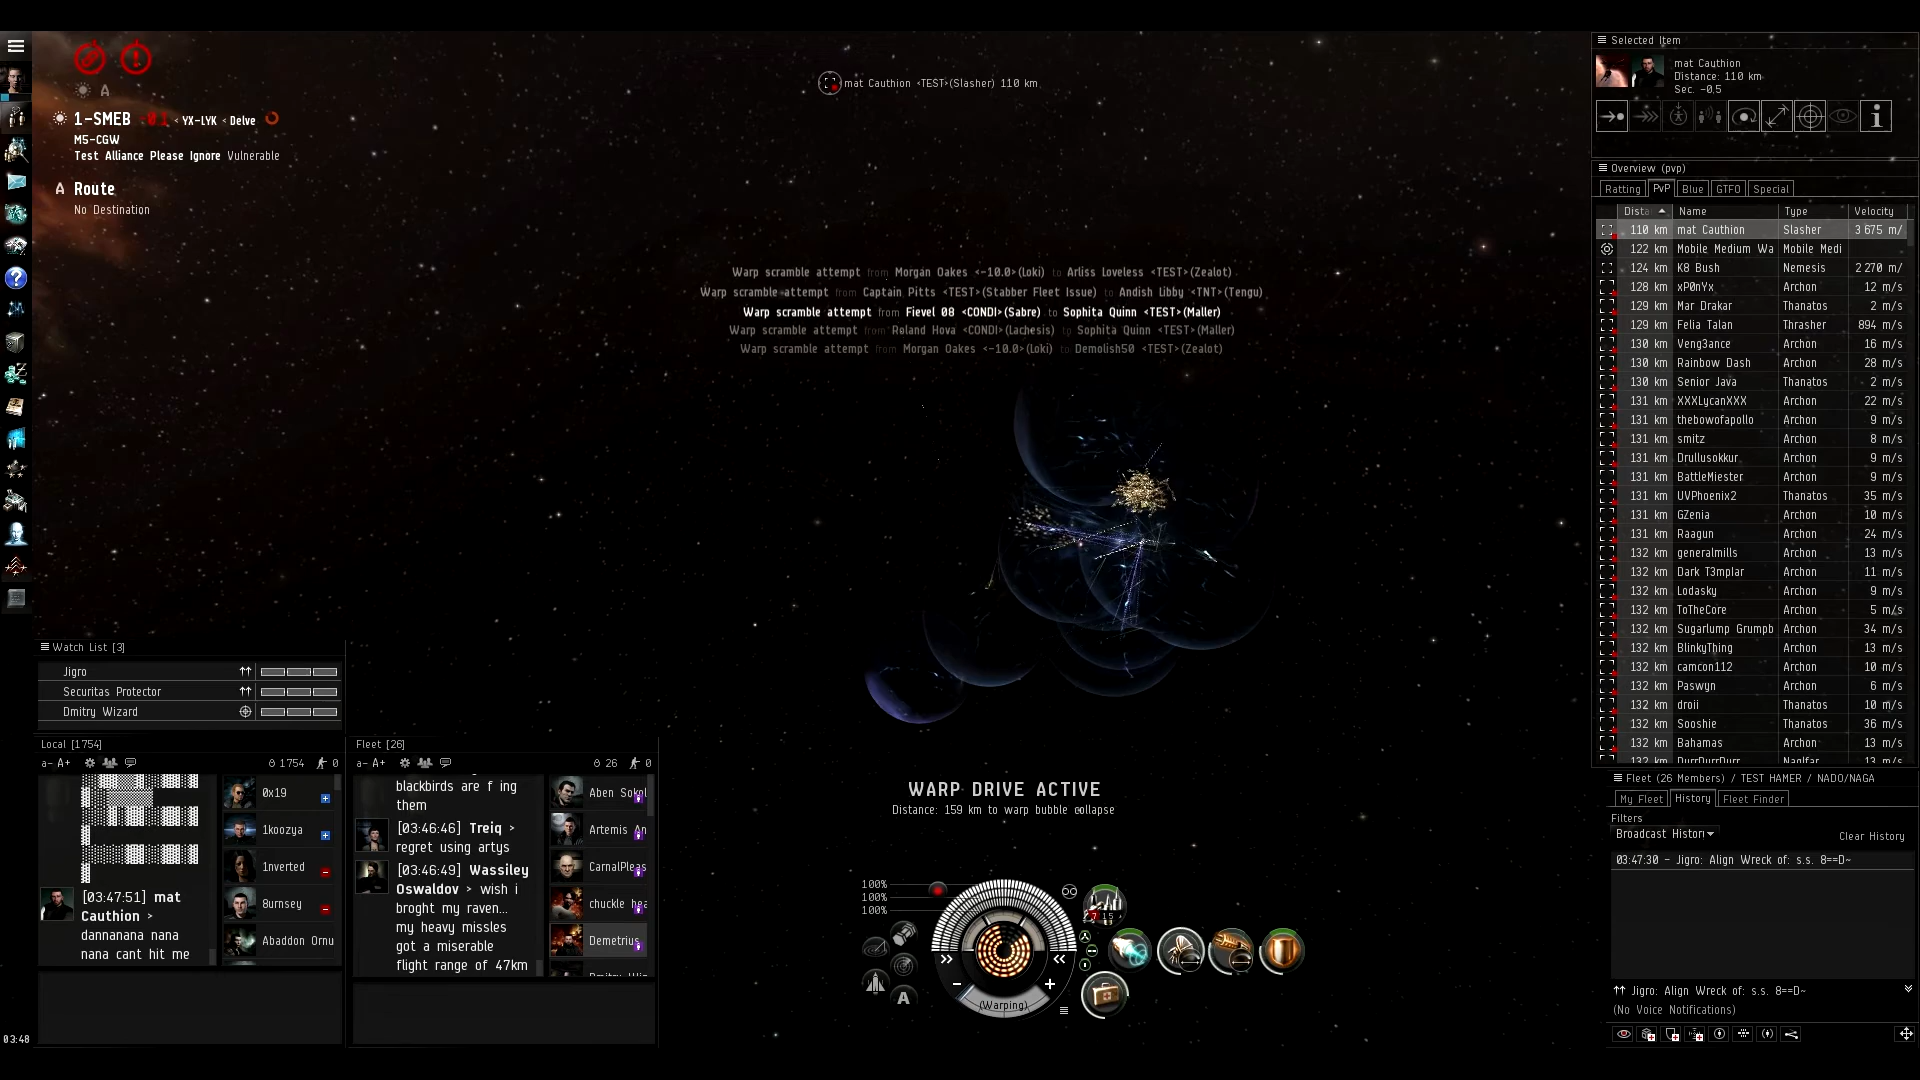 1-SMEB < YX-LYK < Delve
M5-CGW
Test Alliance Please Ignore Vulnerable
A Route
No Destination
mat Cauthion <TEST>(Slasher) 110 km
Warp scramble attempt from Morgan Oakes <-10.0>(Loki) to Arliss Loveless <TEST>(Zealot)
Warp scramble attempt from Captain Pitts <TEST>(Stabber Fleet Issue) to Andish Libby <TNT>(Tengu)
Warp scramble attempt from Fievel 08 <CONDI>(Sabre) to Sophita Quinn <TEST>(Maller)
Warp scramble attempt from Roland Hova <CONDI>(Lachesis) to Sophita Quinn <TEST>(Maller)
Warp scramble attempt from Morgan Oakes <-10.0>(Loki) to Demolish50 <TEST>(Zealot)
Watch List [3]
Jigro
Securitas Protector
Dmitry Wizard
Local [1754]
a- A+ 1754 0
[03:47:51] mat
Cauthion >
dannanana nana
nana cant hit me
0x19
1koozya
1nverted
8urnsey
Abaddon Ornu
Fleet [26]
a- A+ 26 0
blackbirds are f ing
them
[03:46:46] Treiq >
regret using artys
[03:46:49] Wassiley
Oswaldov > wish i
broght my raven...
my heavy missles
got a miserable
flight range of 47km
Aben Sokol
Artemis An
CarnalPleas
chuckle hea
Demetrius
03:48
WARP DRIVE ACTIVE
Distance: 159 km to warp bubble collapse
100%
100%
100%
(Warping)
Selected Item
mat Cauthion
Distance: 110 km
Sec. -0.5
Overview (pvp)
Ratting PvP Blue GTFO Special
Dista Name Type Velocity
110 km mat Cauthion Slasher 3 675 m/
122 km Mobile Medium Wa Mobile Medi
124 km K8 Bush Nemesis 2 270 m/
128 km xP0nYx Archon 12 m/s
129 km Mar Drakar Thanatos 2 m/s
129 km Felia Talan Thrasher 894 m/s
130 km Veng3ance Archon 16 m/s
130 km Rainbow Dash Archon 28 m/s
130 km Senior Java Thanatos 2 m/s
131 km XXXLycanXXX Archon 22 m/s
131 km thebowofapollo Archon 9 m/s
131 km smitz Archon 8 m/s
131 km Drullusokkur Archon 9 m/s
131 km BattleMiester Archon 9 m/s
131 km UVPhoenix2 Thanatos 35 m/s
131 km GZenia Archon 10 m/s
131 km Raagun Archon 24 m/s
132 km generalmills Archon 13 m/s
132 km Dark T3mplar Archon 11 m/s
132 km Lodasky Archon 9 m/s
132 km ToTheCore Archon 5 m/s
132 km Sugarlump Grumpb Archon 34 m/s
132 km BlinkyThing Archon 13 m/s
132 km camcon112 Archon 10 m/s
132 km Paswyn Archon 6 m/s
132 km droii Thanatos 10 m/s
132 km Sooshie Thanatos 36 m/s
132 km Bahamas Archon 13 m/s
132 km DurrDurrDurr Naglfar 11 m/s
Fleet (26 Members) / TEST HAMER / NADO/NAGA
My Fleet History Fleet Finder
Filters
Broadcast Histori Clear History
03:47:30 - Jigro: Align Wreck of: s.s. 8==D~
Jigro: Align Wreck of: s.s. 8==D~
(No Voice Notifications)